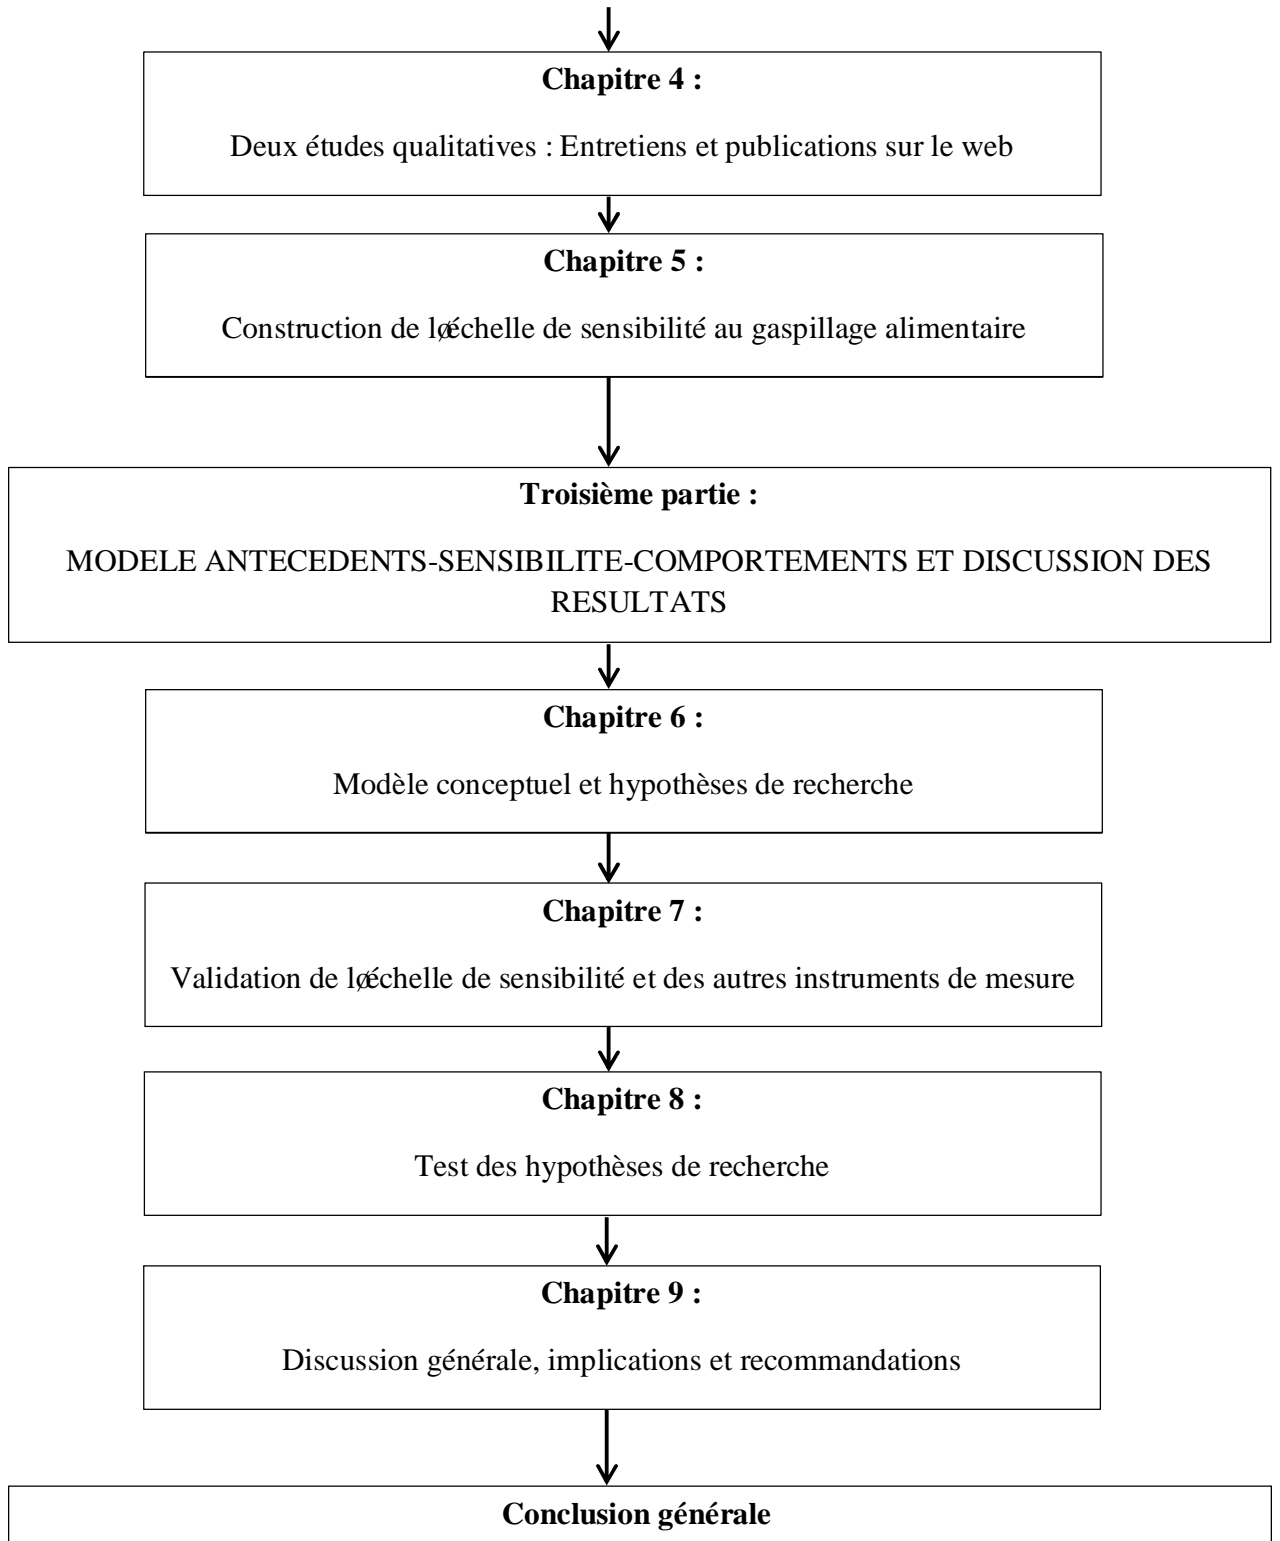 Chapitre 4 :
Deux études qualitatives : Entretiens et publications sur le web
Chapitre 5 :
Construction de løéchelle de sensibilité au gaspillage alimentaire
Troisième partie :
MODELE ANTECEDENTS-SENSIBILITE-COMPORTEMENTS ET DISCUSSION DES
RESULTATS
Chapitre 6 :
Modèle conceptuel et hypothèses de recherche
Chapitre 7 :
Validation de løéchelle de sensibilité et des autres instruments de mesure
Chapitre 8 :
Test des hypothèses de recherche
Chapitre 9 :
Discussion générale, implications et recommandations
Conclusion générale